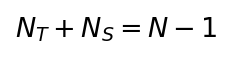 $N_T + N_S = N - 1$